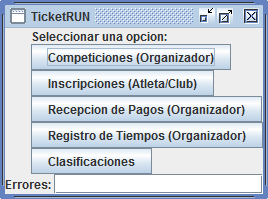 TicketRUN
Seleccionar una opcion:
Competiciones (Organizador)
Inscripciones (Atleta/Club)
Recepcion de Pagos (Organizador)
Registro de Tiempos (Organizador)
Clasificaciones
Errores: